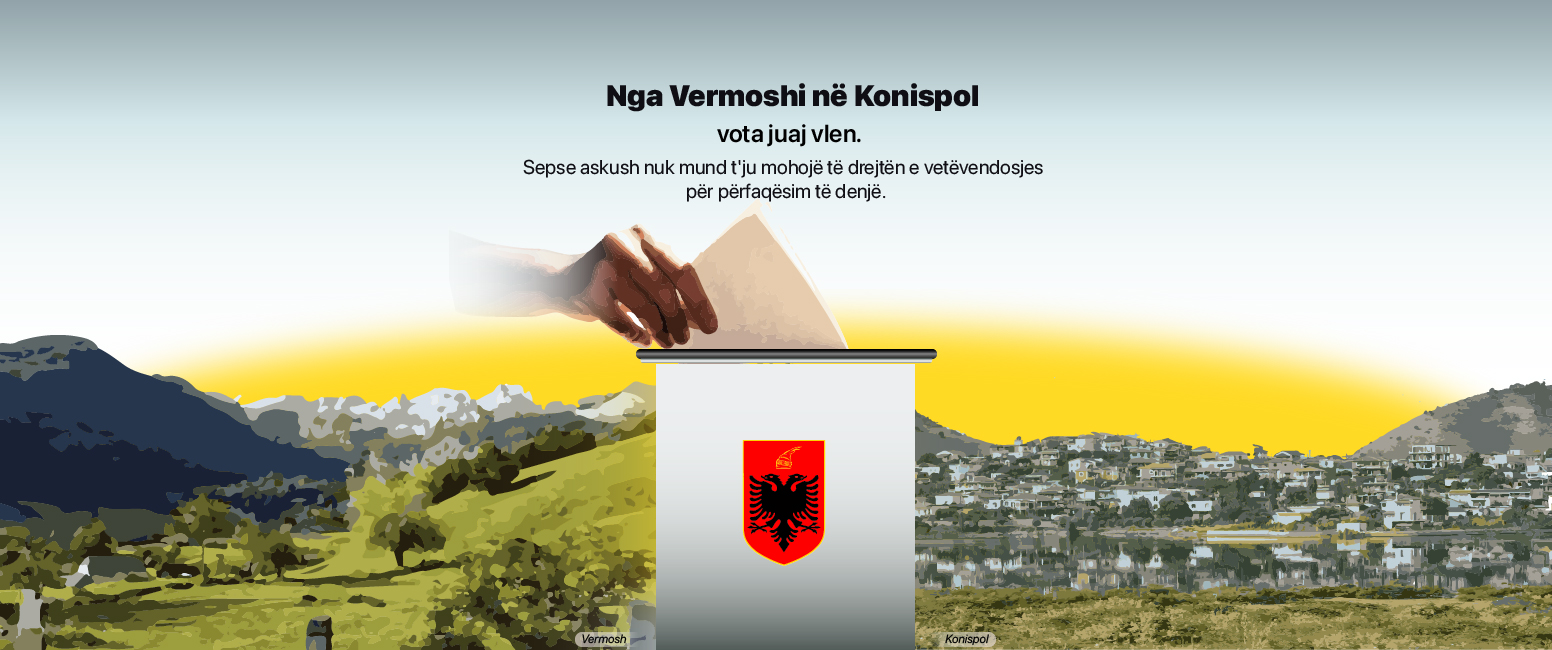 Nga Vermoshi në Konispol
vota juaj vlen.
Sepse askush nuk mund t'ju mohojë të drejtën e vetëvendosjes
për përfaqësim të denjë.
Vermosh
Konispol